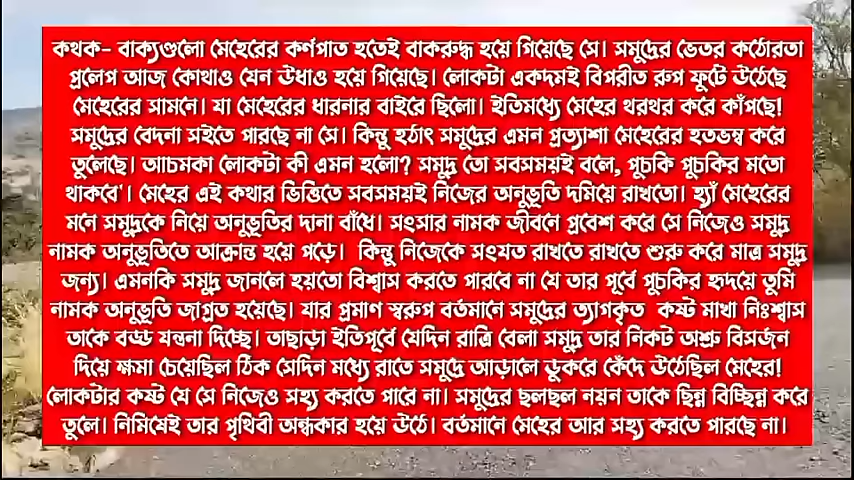 কথক- বাক্যগুলো মেহেরের কর্ণপাত হতেই বাকরুদ্ধ হয়ে গিয়েছে সে। সমুদ্রের ভেতর কঠোরতা
প্রলেপ আজ কোথাও যেন উধাও হয়ে গিয়েছে। লোকটা একদমই বিপরীত রুপ ফুটে উঠেছে
মেহেরের সামনে। যা মেহেরের ধারনার বাইরে ছিলো। ইতিমধ্যে মেহের থরথর করে কাঁপছে!
সমুদ্রের বেদনা সইতে পারছে না সে। কিন্তু হঠাৎ সমুদ্রের এমন প্রত্যাশা মেহেরের হতভম্ব করে
তুলেছে। আচমকা লোকটা কী এমন হলো? সমুদ্র তো সবসময়ই বলে, পুচকি পুচকির মতো
থাকবে'। মেহের এই কথার ভিত্তিতে সবসময়ই নিজের অনুভূতি দমিয়ে রাখতো। হ্যাঁ মেহেরের
মনে সমুদ্রকে নিয়ে অনুভূতির দানা বাঁধে। সংসার নামক জীবনে প্রবেশ করে সে নিজেও সমুদ্র
নামক অনুভূতিতে আক্রান্ত হয়ে পড়ে। কিন্তু নিজেকে সংযত রাখতে রাখতে শুরু করে মাত্র সমুদ্র
জন্য। এমনকি সমুদ্র জানলে হয়তো বিশ্বাস করতে পারবে না যে তার পূর্বে পুচকির হৃদয়ে তুমি
নামক অনুভূতি জাগ্রত হয়েছে। যার প্রমাণ স্বরুপ বর্তমানে সমুদ্রের ত্যাগকৃত কষ্ট মাখা নিঃশ্বাস
তাকে বড্ড যন্তনা দিচ্ছে। তাছাড়া ইতিপূর্বে যেদিন রাত্রি বেলা সমুদ্র তার নিকট অশ্রু বিসর্জন
দিয়ে ক্ষমা চেয়েছিল ঠিক সেদিন মধ্যে রাতে সমুদ্রে আড়ালে ডুকরে কেঁদে উঠেছিল মেহের!
লোকটার কষ্ট যে সে নিজেও সহ্য করতে পারে না। সমুদ্রের ছলছল নয়ন তাকে ছিন্ন বিচ্ছিন্ন করে
তুলে। নিমিষেই তার পৃথিবী অন্ধকার হয়ে উঠে। বর্তমানে মেহের আর সহ্য করতে পারছে না।